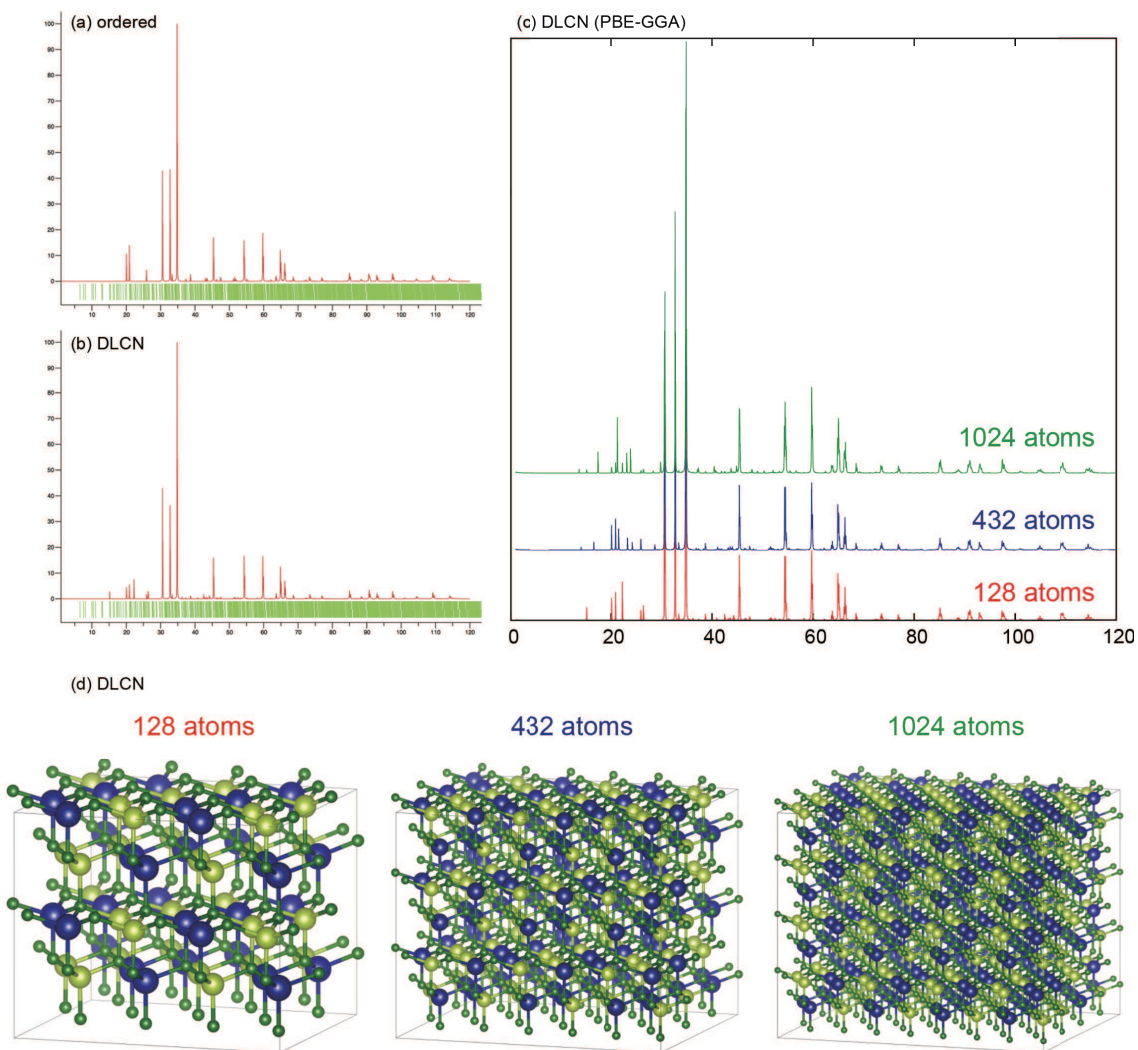 (a) ordered
100
90
80
70
60
50
40
30
20
10
0
10 20 30 40 50 60 70 80 90 100 110 120
(b) DLCN
100
90
80
70
60
50
40
30
20
10
0
10 20 30 40 50 60 70 80 90 100 110 120
(c) DLCN (PBE-GGA)
1024 atoms
432 atoms
128 atoms
0 20 40 60 80 100 120
(d) DLCN
128 atoms 432 atoms 1024 atoms